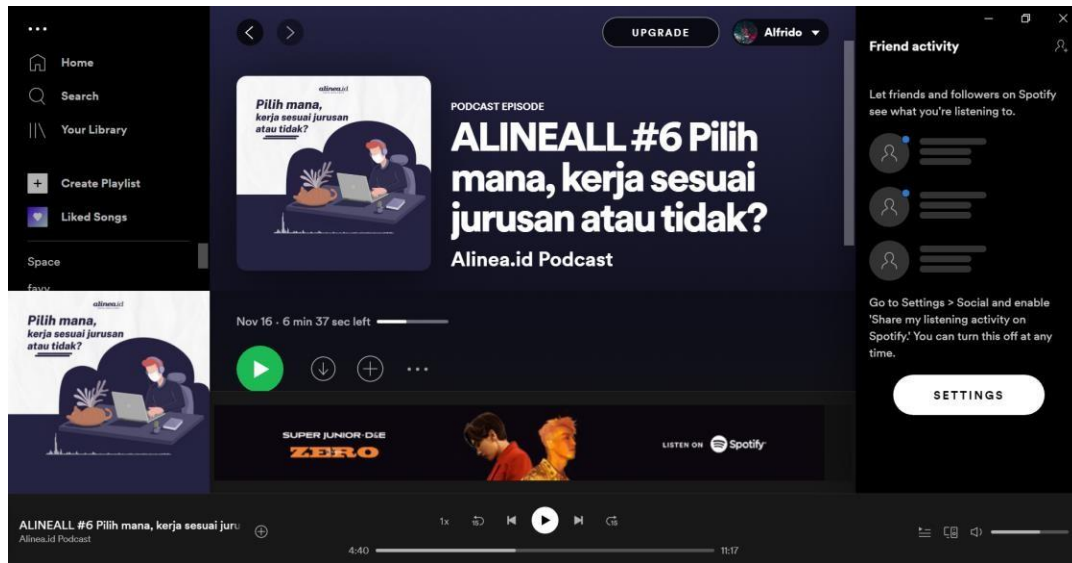 Home
Search
Your Library
Create Playlist
Liked Songs
Space
favv
alinea.id
Pilih mana,
kerja sesuai jurusan
atau tidak?
UPGRADE
Alfrido
alinea.id
Pilih mana,
kerja sesuai jurusan
atau tidak?
PODCAST EPISODE
ALINEALL #6 Pilih
mana, kerja sesuai
jurusan atau tidak?
Alinea.id Podcast
Nov 16 · 6 min 37 sec left
SUPER JUNIOR-D&E
ZERO
LISTEN ON Spotify
Friend activity
Let friends and followers on Spotify
see what you're listening to.
Go to Settings > Social and enable
'Share my listening activity on
Spotify.' You can turn this off at any
time.
SETTINGS
ALINEALL #6 Pilih mana, kerja sesuai juru
Alinea.id Podcast
1x
15
15
4:40
11:17